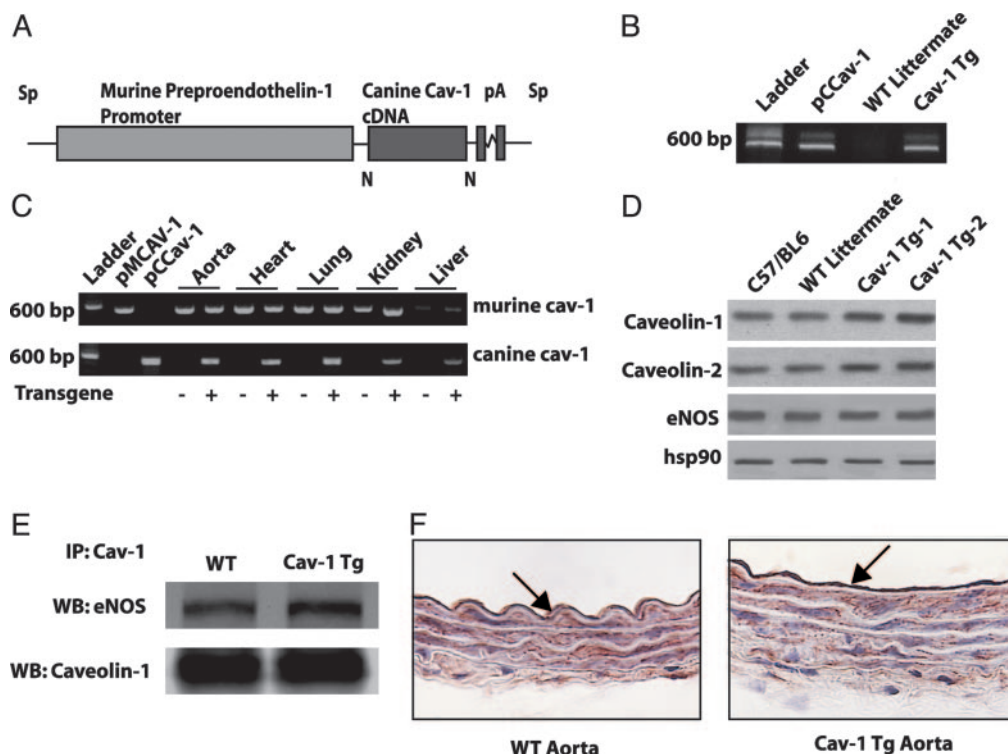 A
Sp
Murine Preproendothelin-1
Promoter
Canine Cav-1
cDNA
pA
Sp
N
N
B
Ladder
pCCav-1
WT Littermate
Cav-1 Tg
600 bp
C
Ladder
pMCAV-1
pCCav-1
Aorta
Heart
Lung
Kidney
Liver
600 bp
murine cav-1
600 bp
canine cav-1
Transgene - + - + - + - + - +
D
C57/BL6
WT Littermate
Cav-1 Tg-1
Cav-1 Tg-2
Caveolin-1
Caveolin-2
eNOS
hsp90
E
IP: Cav-1
WT
Cav-1 Tg
WB: eNOS
WB: Caveolin-1
F
WT Aorta
Cav-1 Tg Aorta